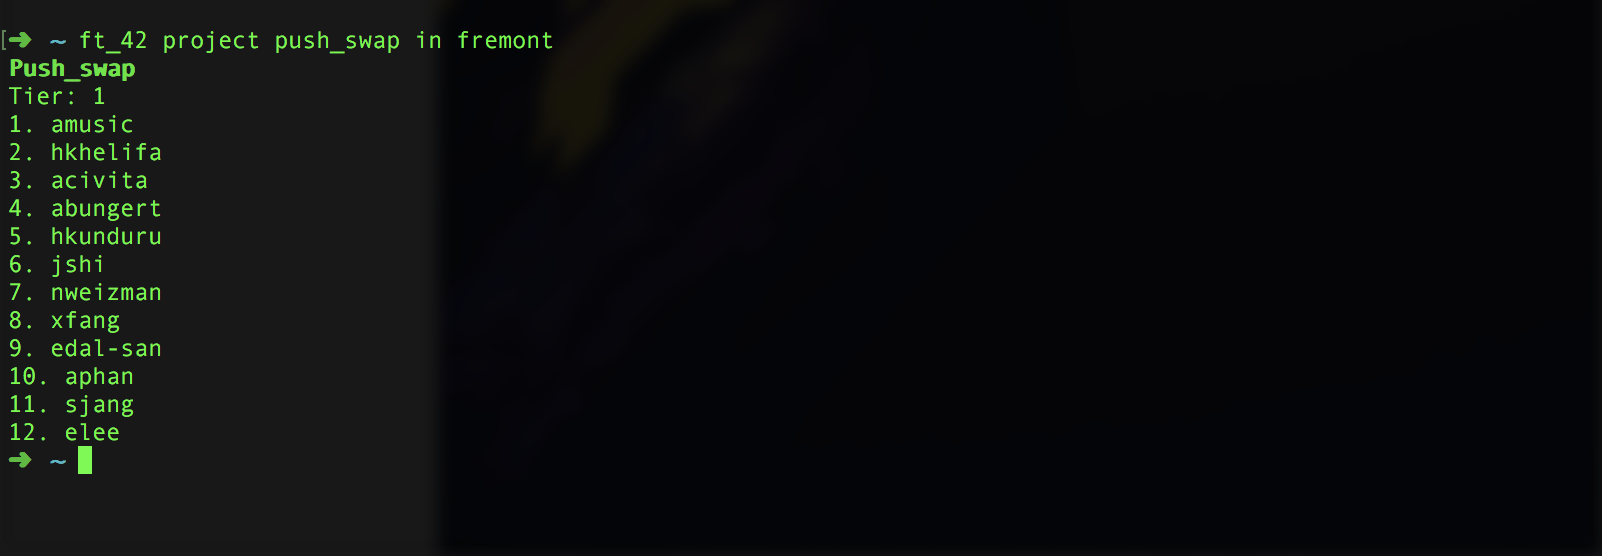 [➜ ~ ft_42 project push_swap in fremont
Push_swap
Tier: 1
1. amusic
2. hkhelifa
3. acivita
4. abungert
5. hkunduru
6. jshi
7. nweizman
8. xfang
9. edal-san
10. aphan
11. sjang
12. elee
➜ ~